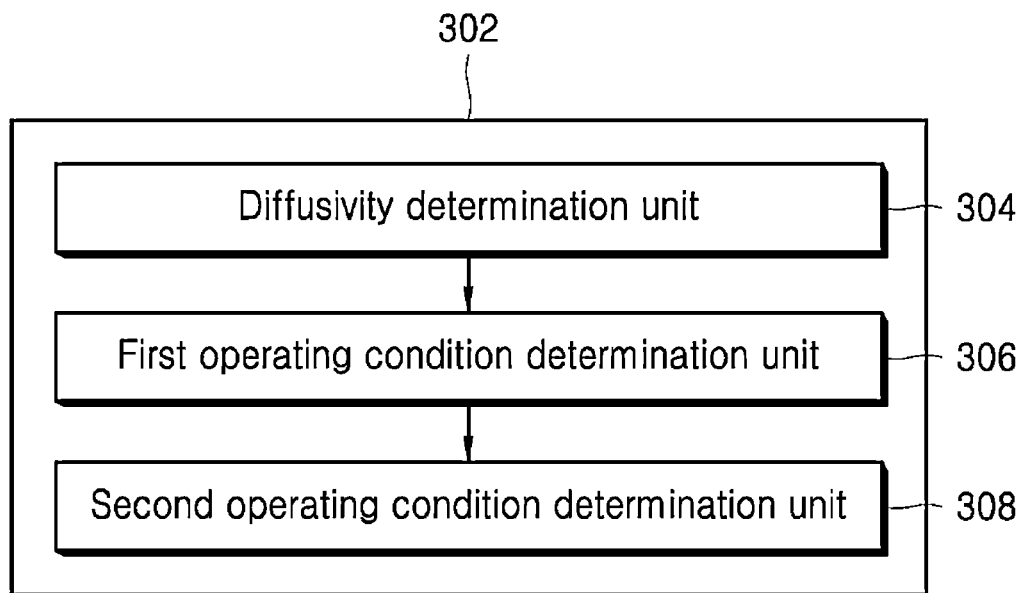 302
Diffusivity determination unit
304
First operating condition determination unit
306
Second operating condition determination unit
308